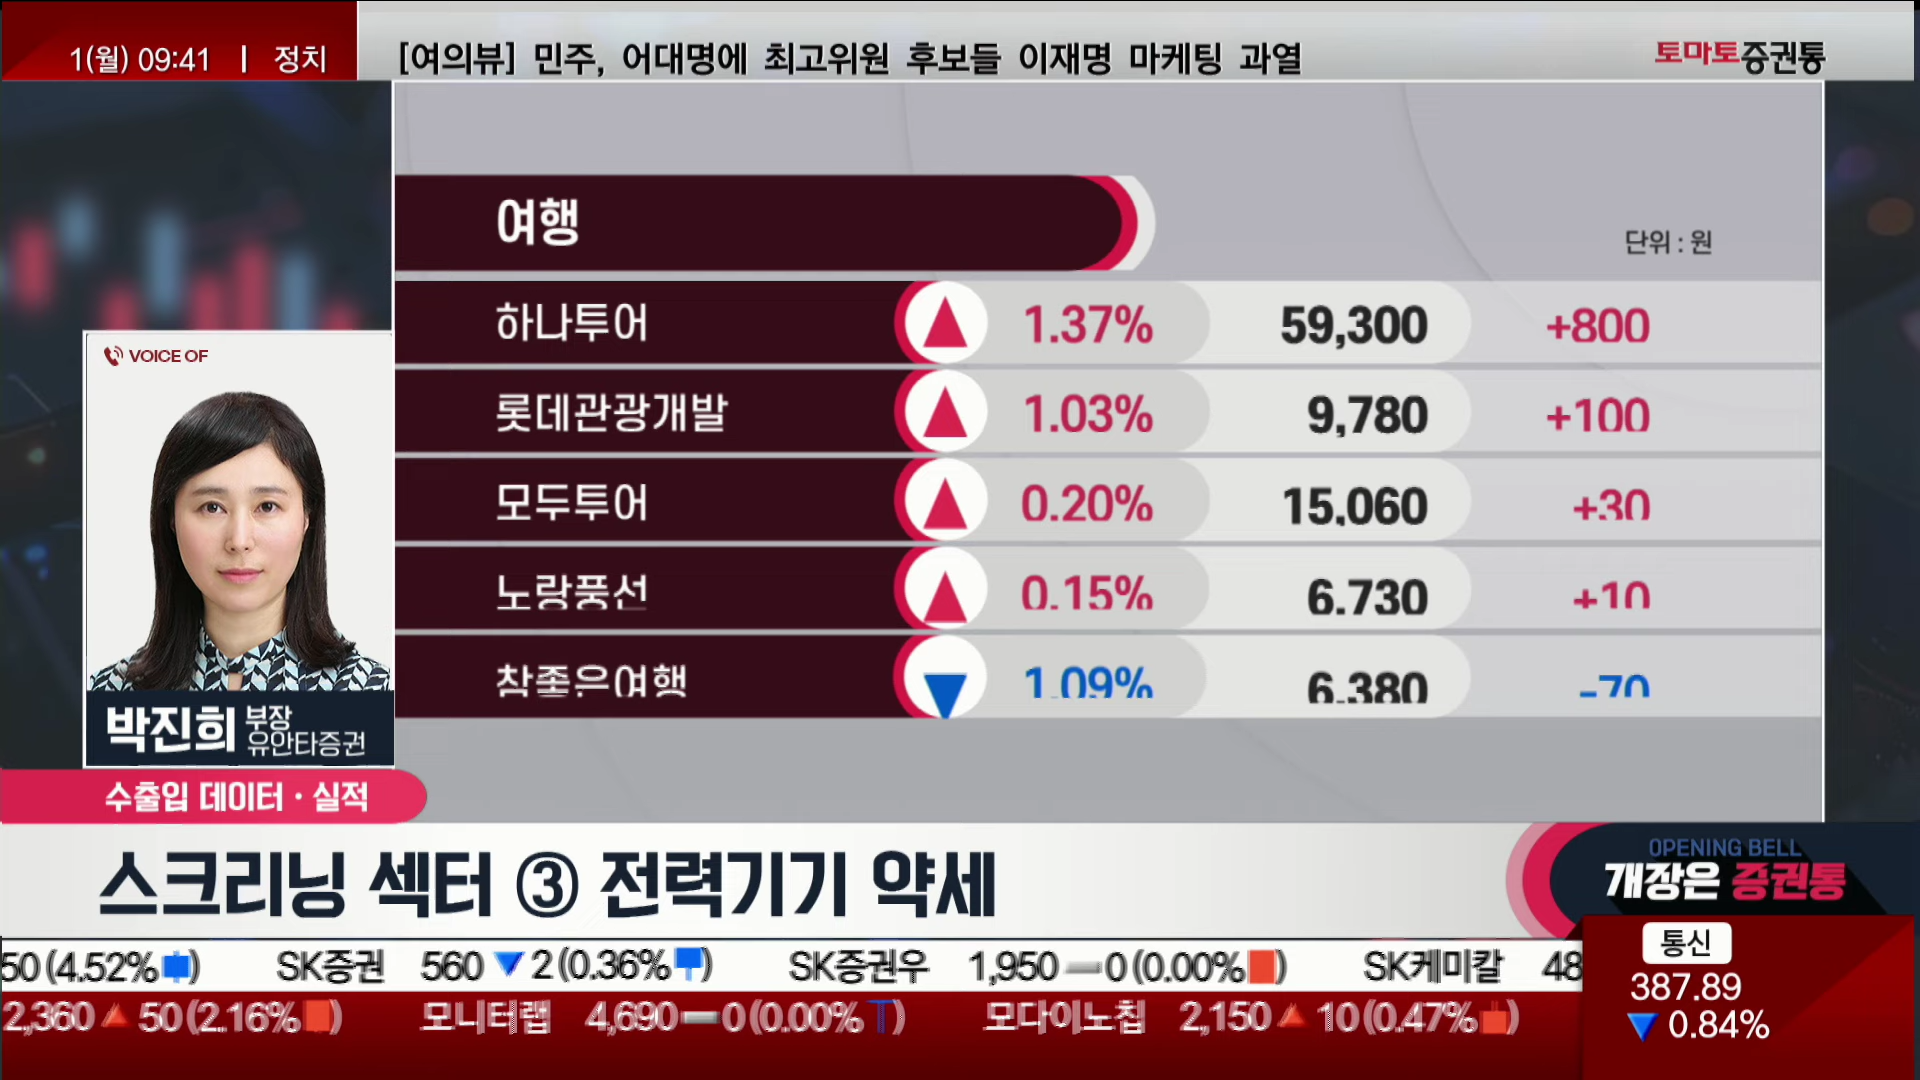 1(월) 09:41 | 정치
[여의뷰] 민주, 어대명에 최고위원 후보들 이재명 마케팅 과열
토마토증권통
여행
단위 : 원
하나투어 ▲ 1.37% 59,300 +800
롯데관광개발 ▲ 1.03% 9,780 +100
모두투어 ▲ 0.20% 15,060 +30
노랑풍선 ▲ 0.15% 6,730 +10
참좋은여행 ▼ 1.09% 6,380 -70
VOICE OF
박진희 부장
유안타증권
수출입 데이터 · 실적
스크리닝 섹터 ③ 전력기기 약세
OPENING BELL
개장은 증권통
50(4.52%) SK증권 560 ▼ 2(0.36%) SK증권우 1,950 0(0.00%) SK케미칼 48
2,360 ▲ 50(2.16%) 모니터랩 4,690 0(0.00%) 모다이노칩 2,150 ▲ 10(0.47%)
통신
387.89
▼ 0.84%